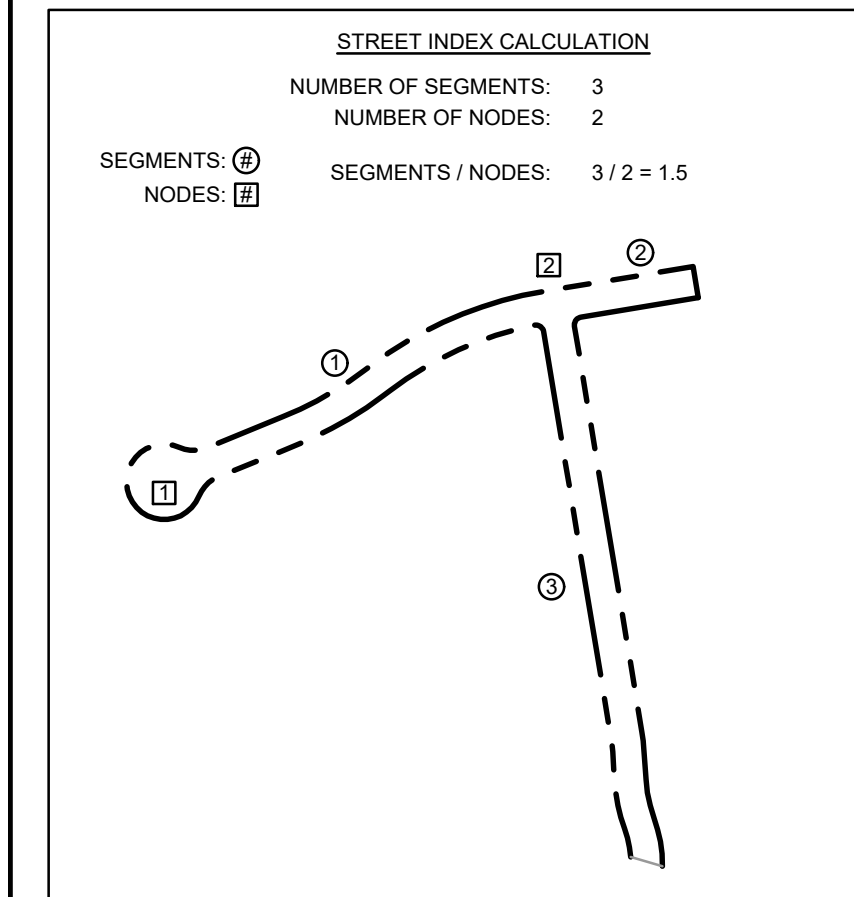 STREET INDEX CALCULATION
NUMBER OF SEGMENTS: 3
NUMBER OF NODES: 2
SEGMENTS: #
NODES: #
SEGMENTS / NODES: 3 / 2 = 1.5
2
2
1
1
3